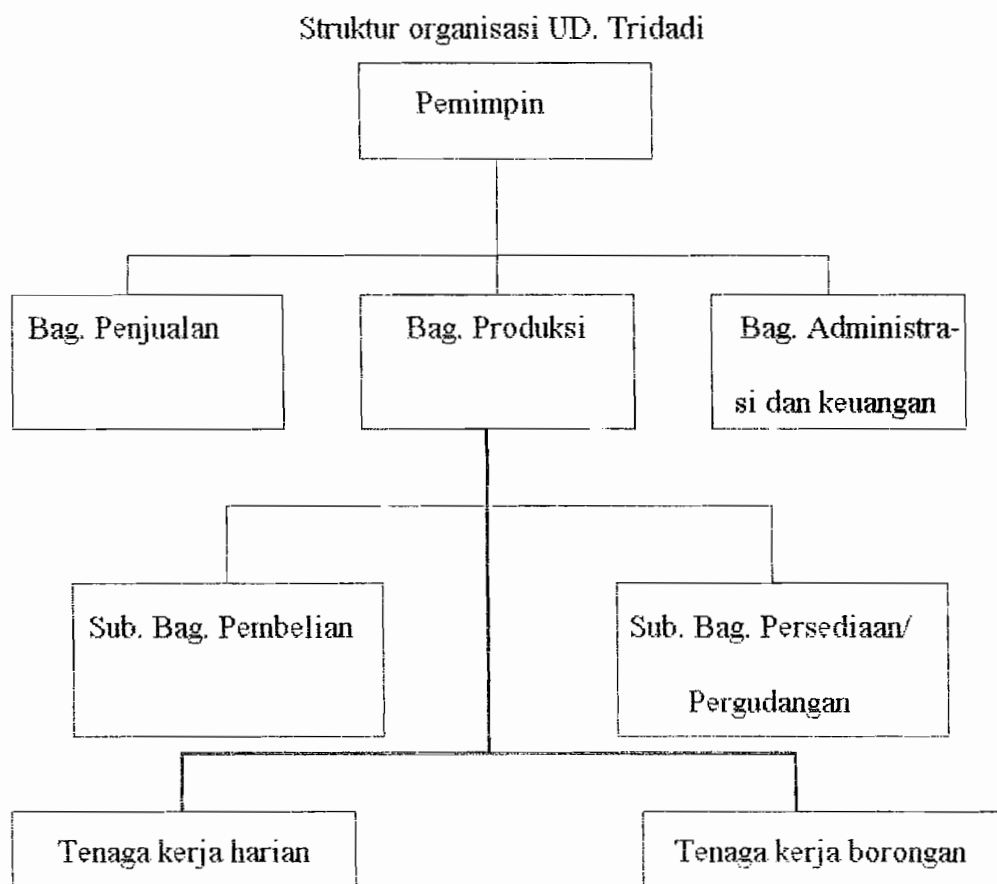 Struktur organisasi UD. Tridadi
Pemimpin
Bag. Penjualan
Bag. Produksi
Bag. Administra-
si dan keuangan
Sub. Bag. Pembelian
Sub. Bag. Persediaan/
Pergudangan
Tenaga kerja harian
Tenaga kerja borongan